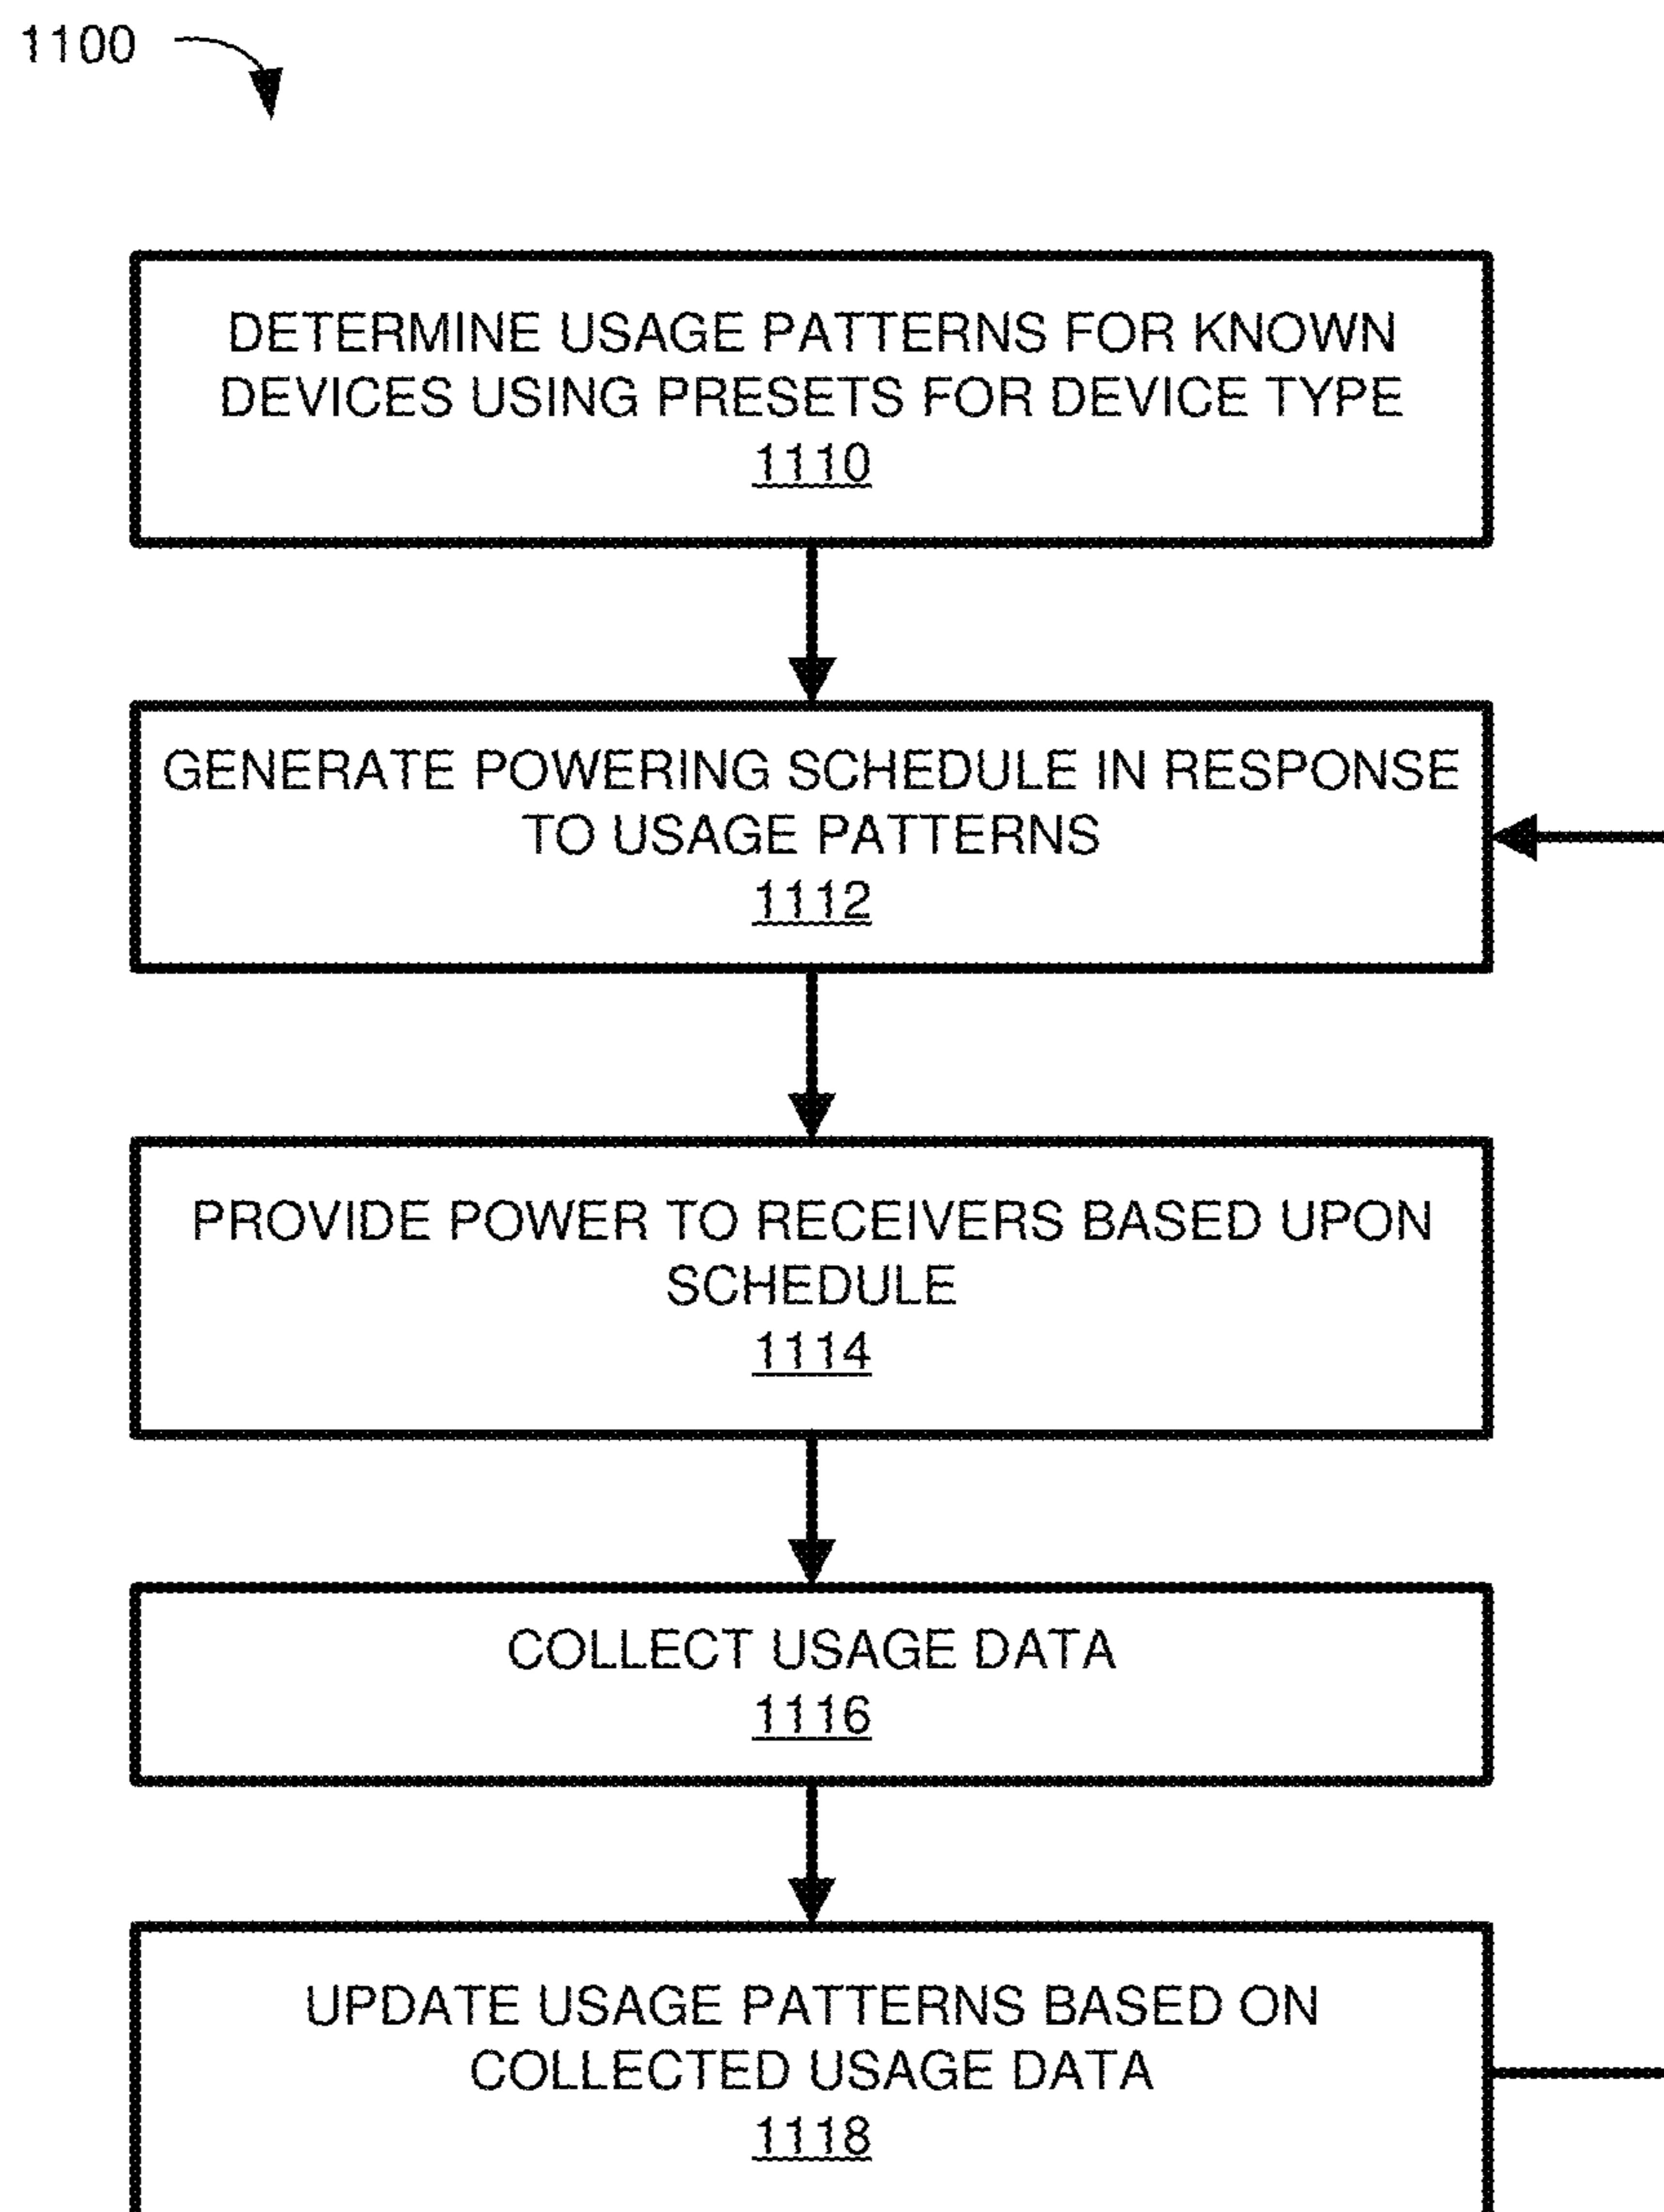 1100
DETERMINE USAGE PATTERNS FOR KNOWN
DEVICES USING PRESETS FOR DEVICE TYPE
1110
GENERATE POWERING SCHEDULE IN RESPONSE
TO USAGE PATTERNS
1112
PROVIDE POWER TO RECEIVERS BASED UPON
SCHEDULE
1114
COLLECT USAGE DATA
1116
UPDATE USAGE PATTERNS BASED ON
COLLECTED USAGE DATA
1118